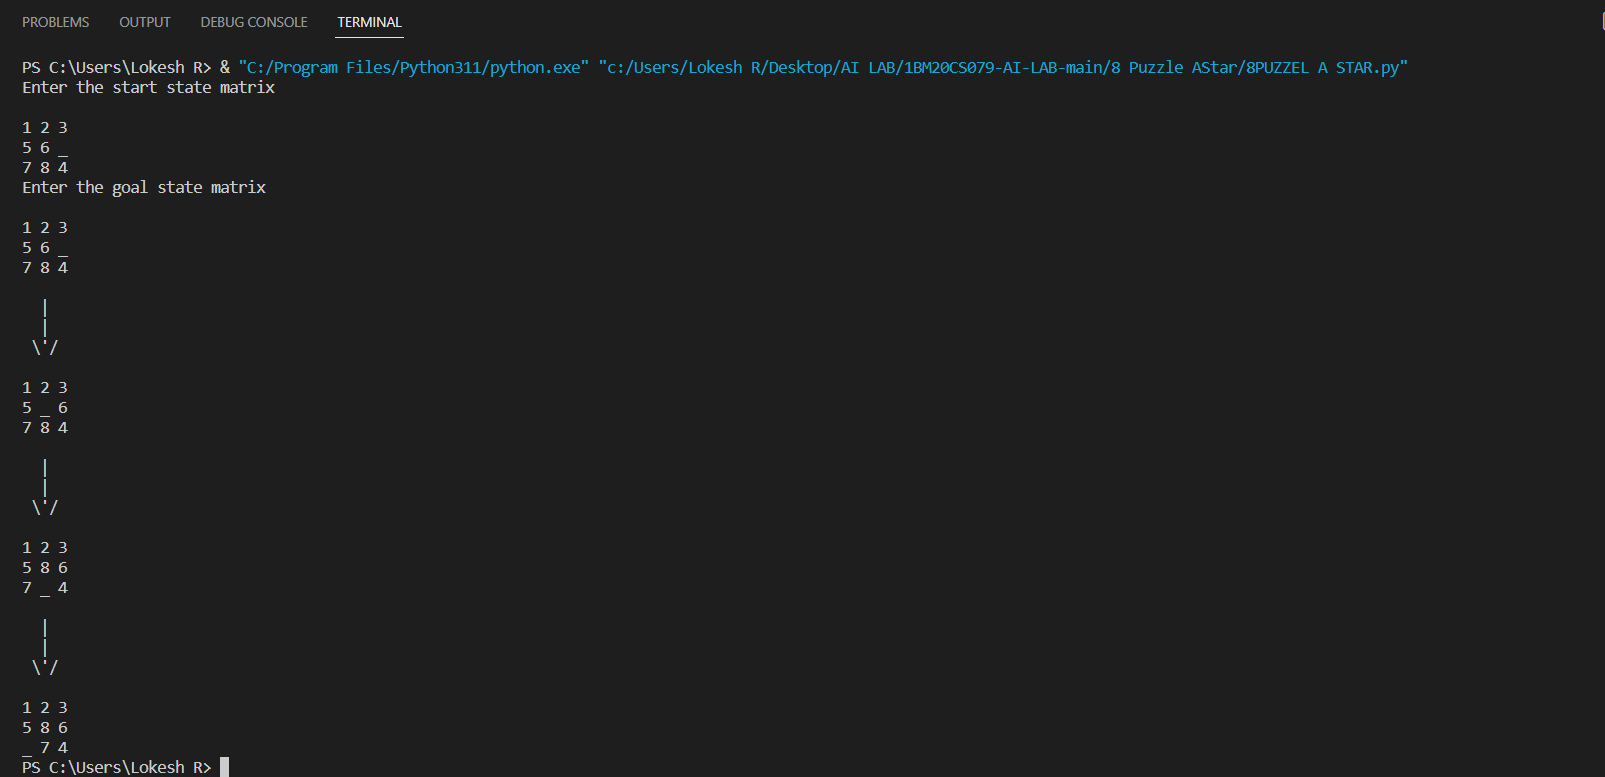 PROBLEMS OUTPUT DEBUG CONSOLE TERMINAL
PS C:\Users\Lokesh R> & "C:/Program Files/Python311/python.exe" "c:/Users/Lokesh R/Desktop/AI LAB/1BM20CS079-AI-LAB-main/8 Puzzle AStar/8PUZZEL A STAR.py"
Enter the start state matrix
1 2 3
5 6 _
7 8 4
Enter the goal state matrix
1 2 3
5 6 _
7 8 4
|
|
\'/
1 2 3
5 _ 6
7 8 4
|
|
\'/
1 2 3
5 8 6
7 _ 4
|
|
\'/
1 2 3
5 8 6
_ 7 4
PS C:\Users\Lokesh R>